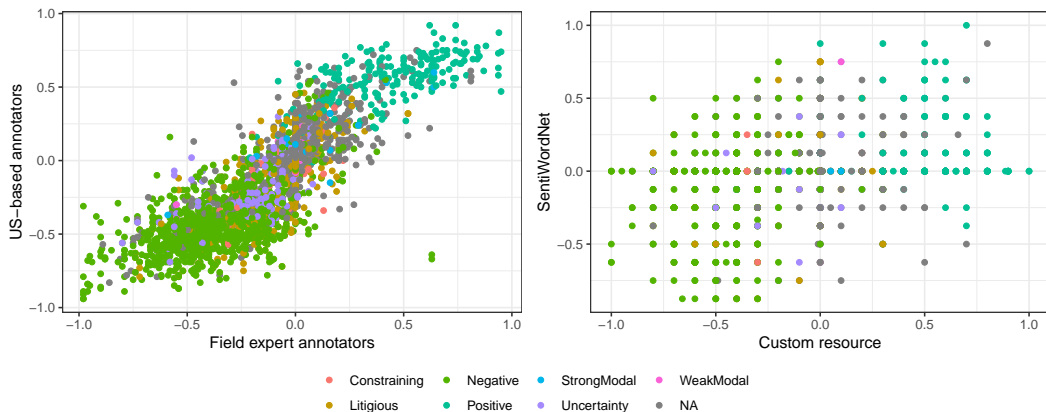 1.0
0.5
0.0
−0.5
−1.0
US−based annotators
−1.0 −0.5 0.0 0.5 1.0
Field expert annotators
1.0
0.5
0.0
−0.5
−1.0
SentiWordNet
−1.0 −0.5 0.0 0.5 1.0
Custom resource
Constraining Negative StrongModal WeakModal
Litigious Positive Uncertainty NA